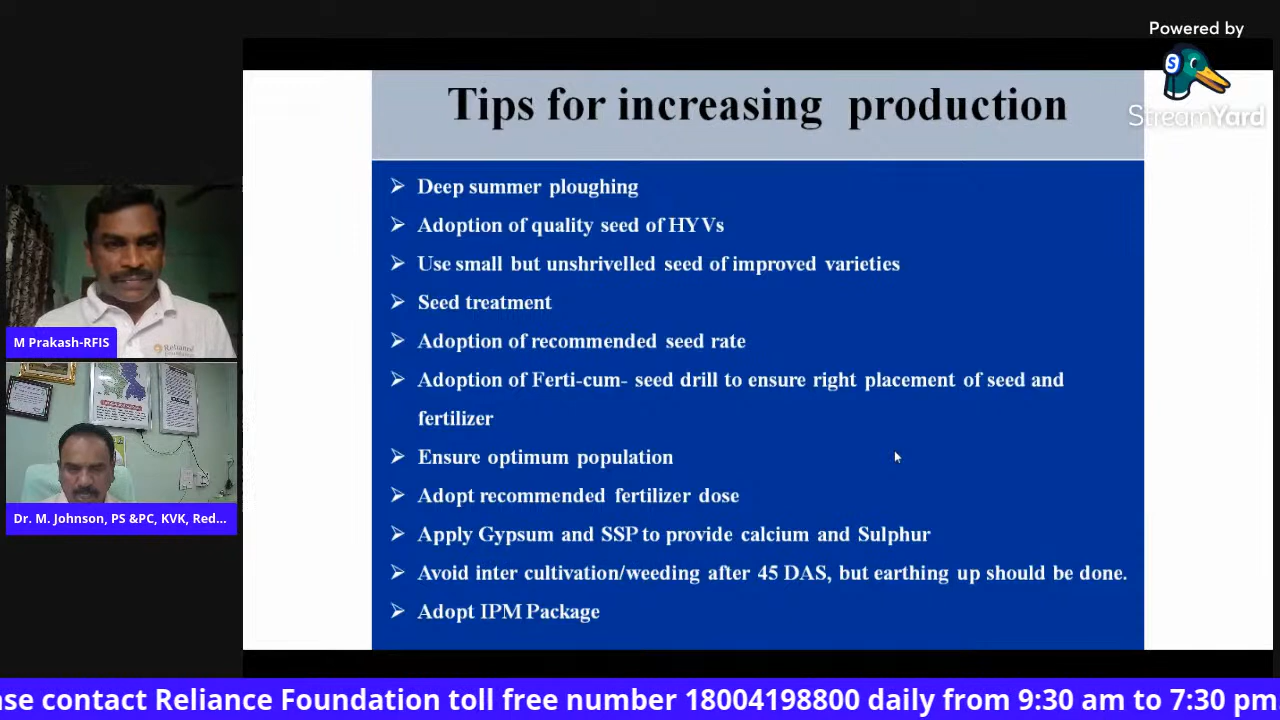 Powered by
StreamYard
Tips for increasing production
Deep summer ploughing
Adoption of quality seed of HYVs
Use small but unshrivelled seed of improved varieties
Seed treatment
Adoption of recommended seed rate
Adoption of Ferti-cum- seed drill to ensure right placement of seed and
fertilizer
Ensure optimum population
Adopt recommended fertilizer dose
Apply Gypsum and SSP to provide calcium and Sulphur
Avoid inter cultivation/weeding after 45 DAS, but earthing up should be done.
Adopt IPM Package
M Prakash-RFIS
Reliance
Dr. M. Johnson, PS &PC, KVK, Red...
se contact Reliance Foundation toll free number 18004198800 daily from 9:30 am to 7:30 pm